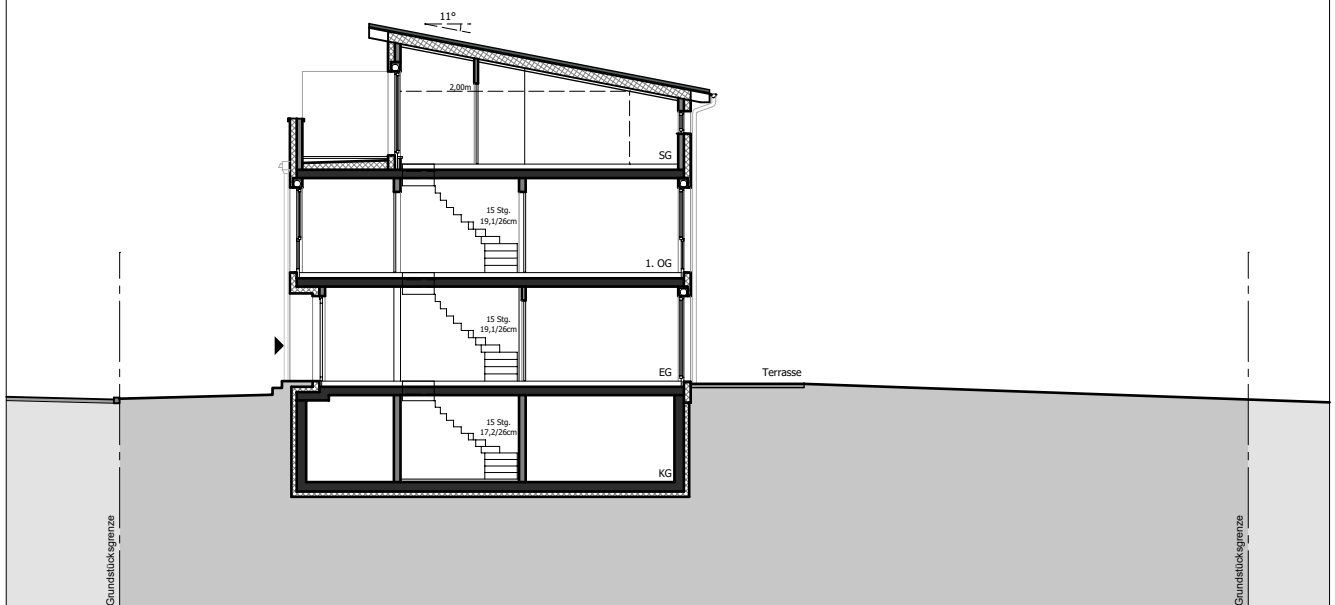 11°
2,00m
SG
15 Stg.
19,1/26cm
1. OG
15 Stg.
19,1/26cm
EG
Terrasse
15 Stg.
17,2/26cm
KG
Grundstücksgrenze
Grundstücksgrenze